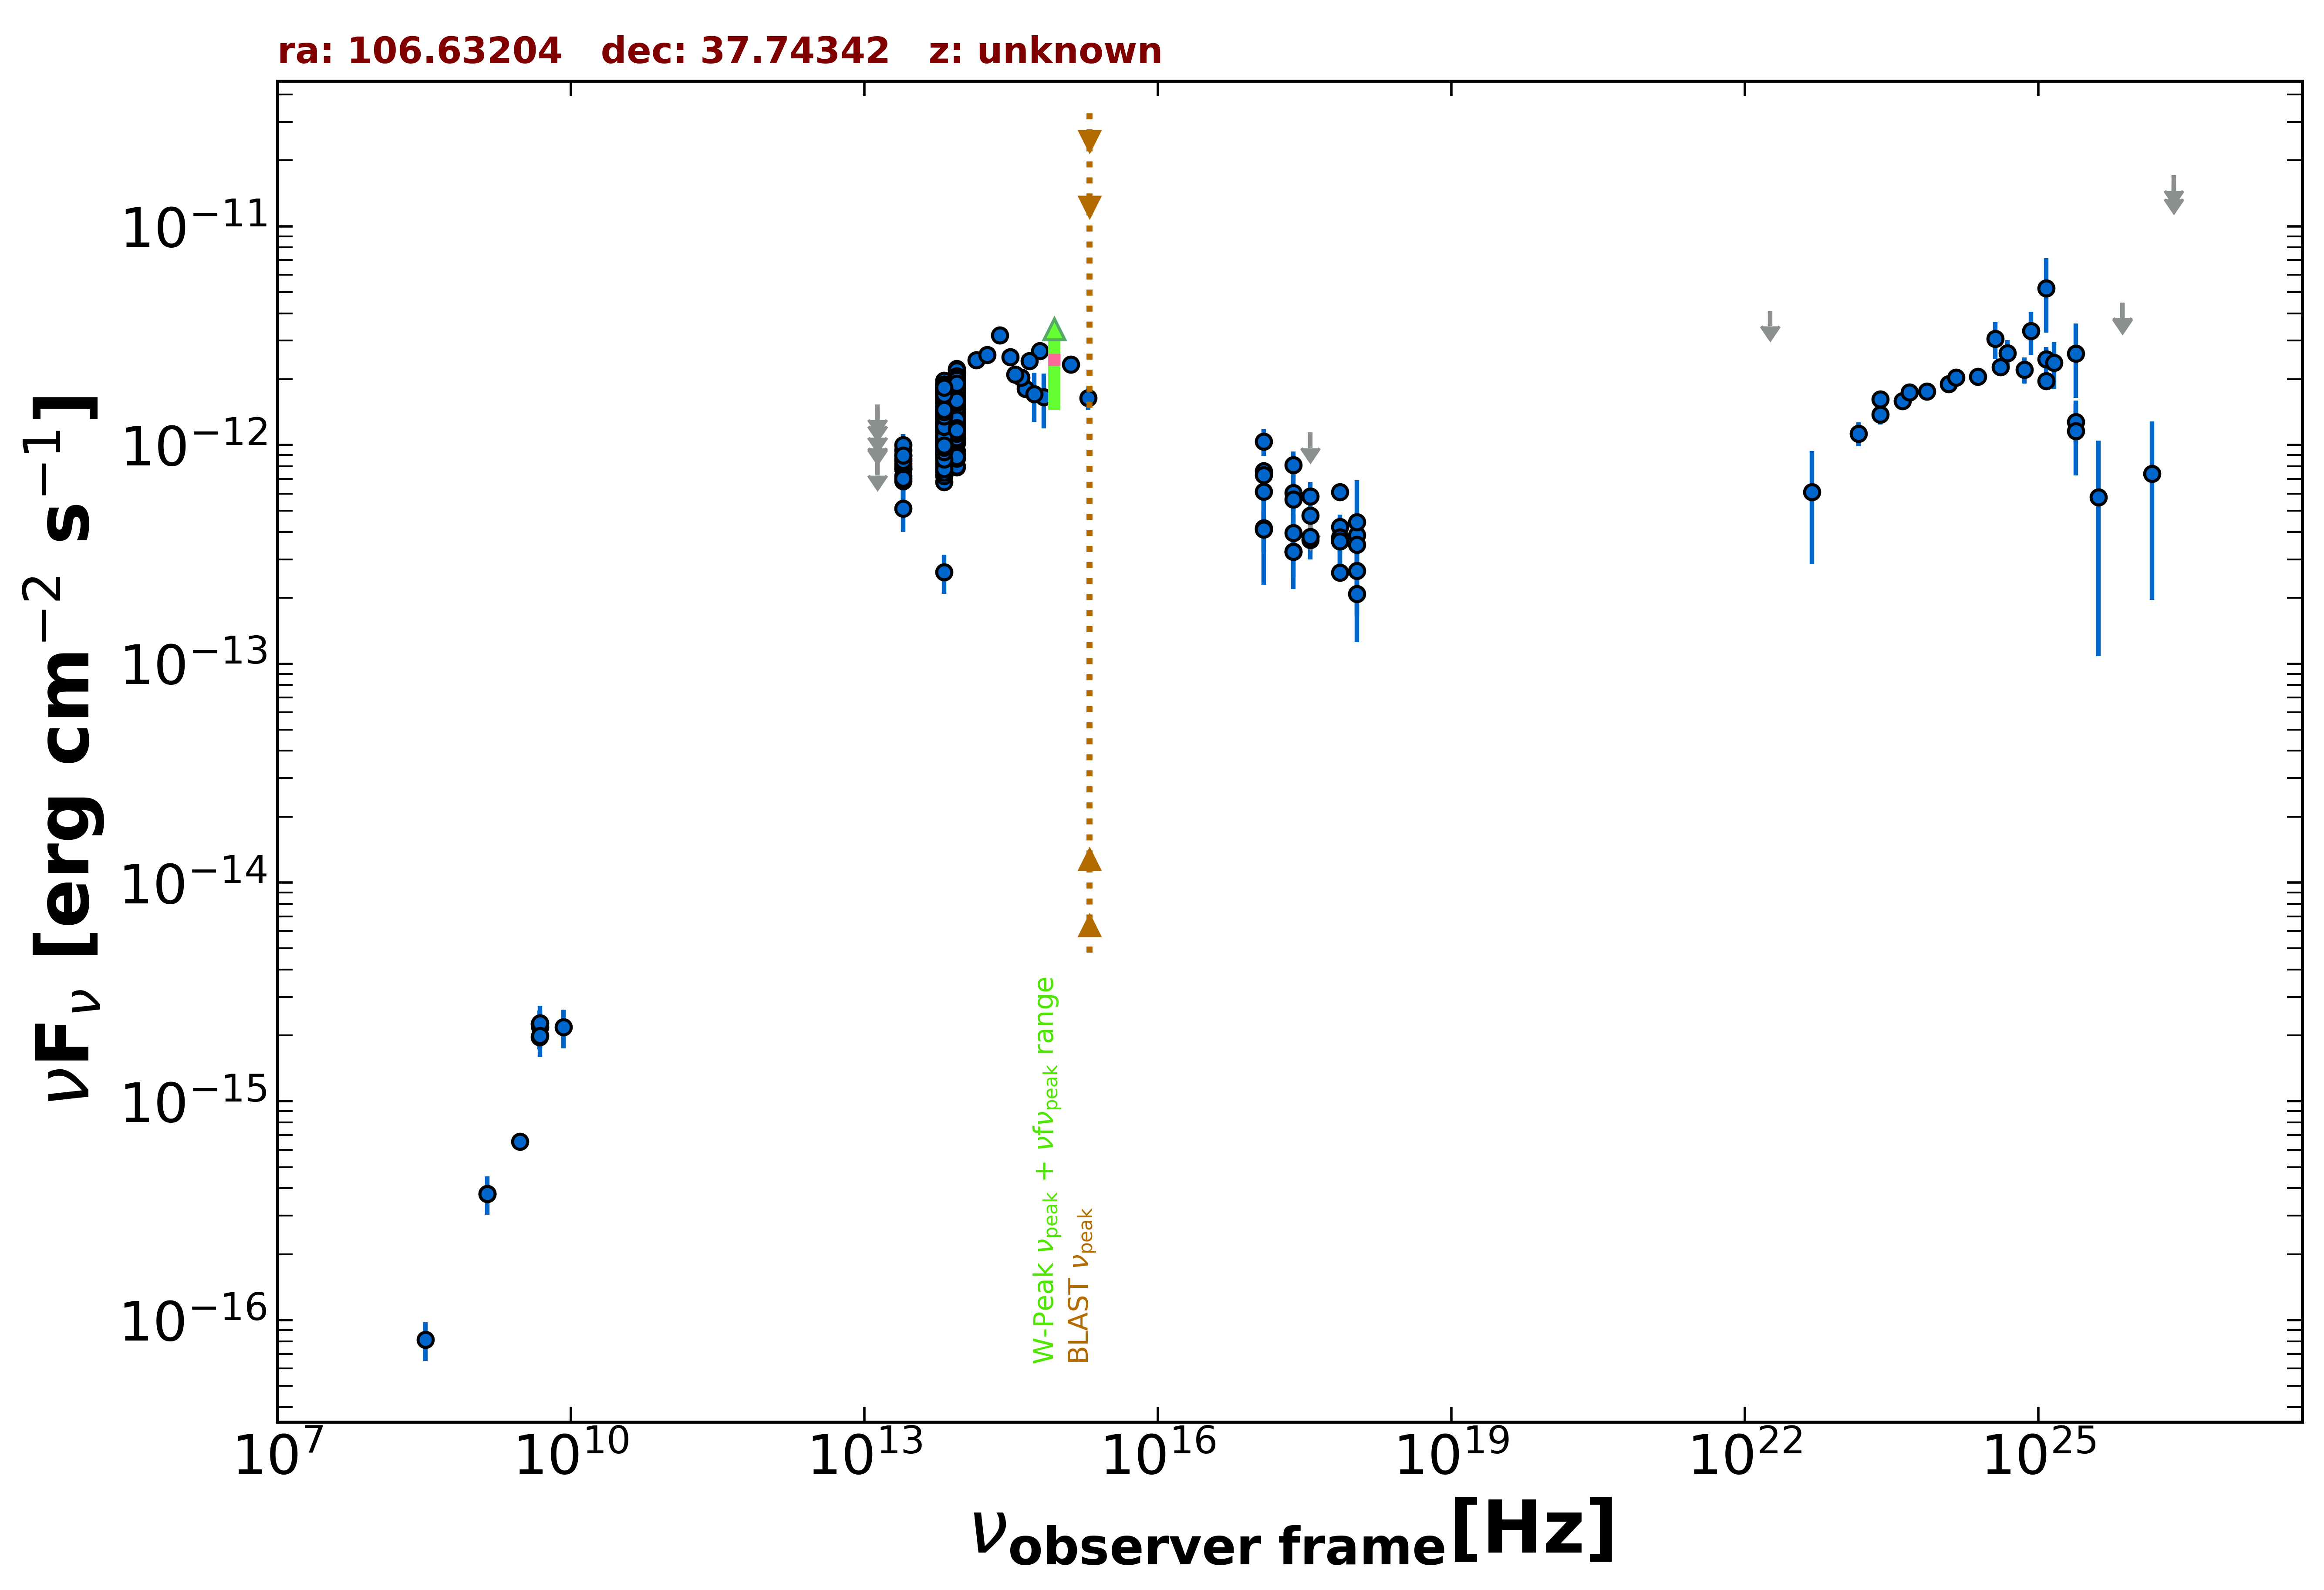 ra: 106.63204   dec: 37.74342   z: unknown
10⁻¹¹
10⁻¹²
10⁻¹³
10⁻¹⁴
10⁻¹⁵
10⁻¹⁶
νFν [erg cm⁻² s⁻¹]
W-Peak νpeak + νfνpeak range
BLAST νpeak
10⁷ 10¹⁰ 10¹³ 10¹⁶ 10¹⁹ 10²² 10²⁵
νobserver frame[Hz]